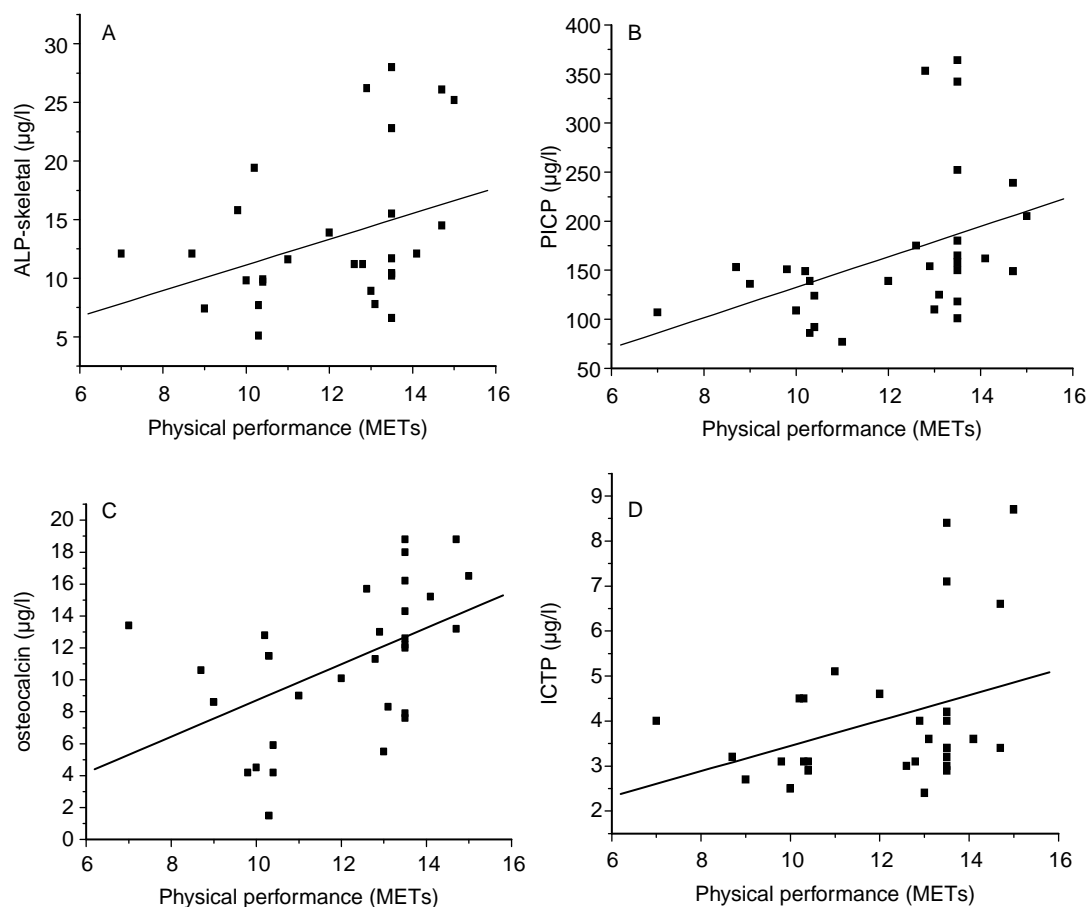 A
30
25
20
15
10
5
6 8 10 12 14 16
ALP-skeletal (µg/l)
Physical performance (METs)
B
400
350
300
250
200
150
100
50
6 8 10 12 14 16
PICP (µg/l)
Physical performance (METs)
C
20
18
16
14
12
10
8
6
4
2
0
6 8 10 12 14 16
osteocalcin (µg/l)
Physical performance (METs)
D
9
8
7
6
5
4
3
2
6 8 10 12 14 16
ICTP (µg/l)
Physical performance (METs)